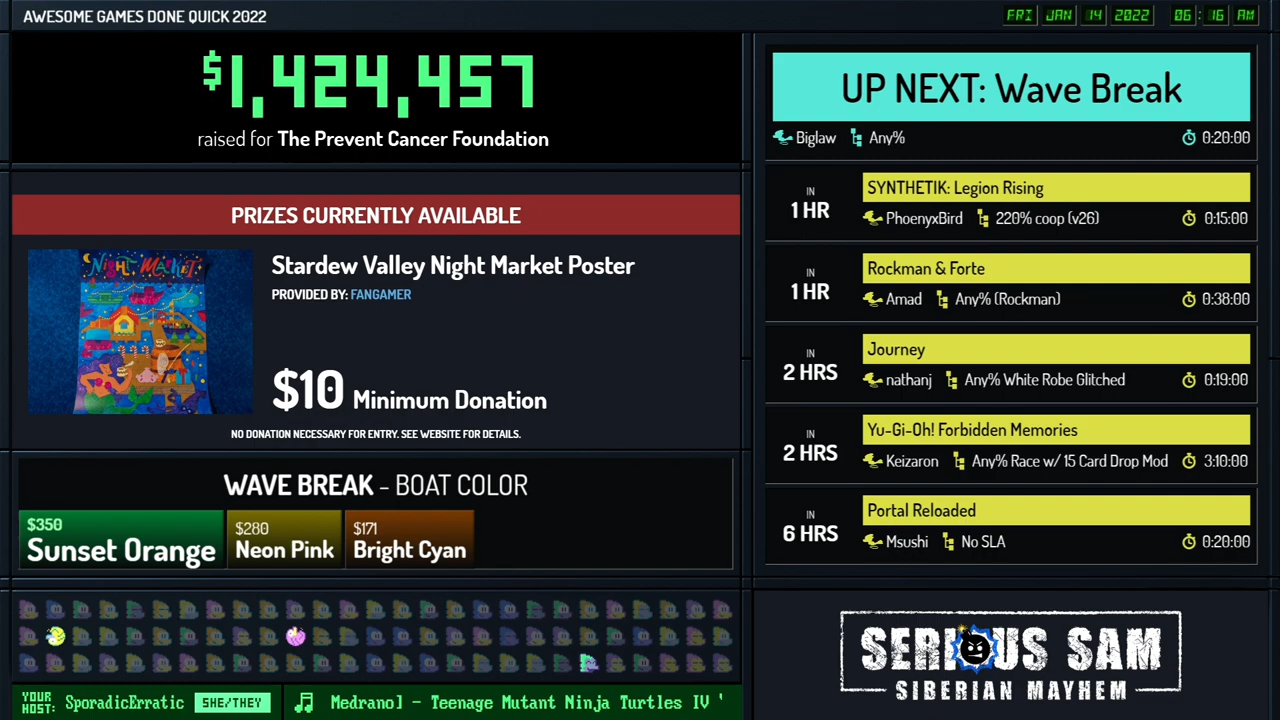 AWESOME GAMES DONE QUICK 2022
FRI JAN 14 2022 06:16 AM
$1,424,457
raised for The Prevent Cancer Foundation
PRIZES CURRENTLY AVAILABLE
NIGHT MARKET
Stardew Valley Night Market Poster
PROVIDED BY: FANGAMER
$10 Minimum Donation
NO DONATION NECESSARY FOR ENTRY. SEE WEBSITE FOR DETAILS.
WAVE BREAK - BOAT COLOR
$350
Sunset Orange
$280
Neon Pink
$171
Bright Cyan
YOUR HOST: SporadicErratic SHE/THEY
Medrano] - Teenage Mutant Ninja Turtles IV '
UP NEXT: Wave Break
Biglaw Any% 0:20:00
IN 1 HR
SYNTHETIK: Legion Rising
PhoenyxBird 220% coop (v26) 0:15:00
IN 1 HR
Rockman & Forte
Amad Any% (Rockman) 0:38:00
IN 2 HRS
Journey
nathanj Any% White Robe Glitched 0:19:00
IN 2 HRS
Yu-Gi-Oh! Forbidden Memories
Keizaron Any% Race w/ 15 Card Drop Mod 3:10:00
IN 6 HRS
Portal Reloaded
Msushi No SLA 0:20:00
SERIOUS SAM
SIBERIAN MAYHEM